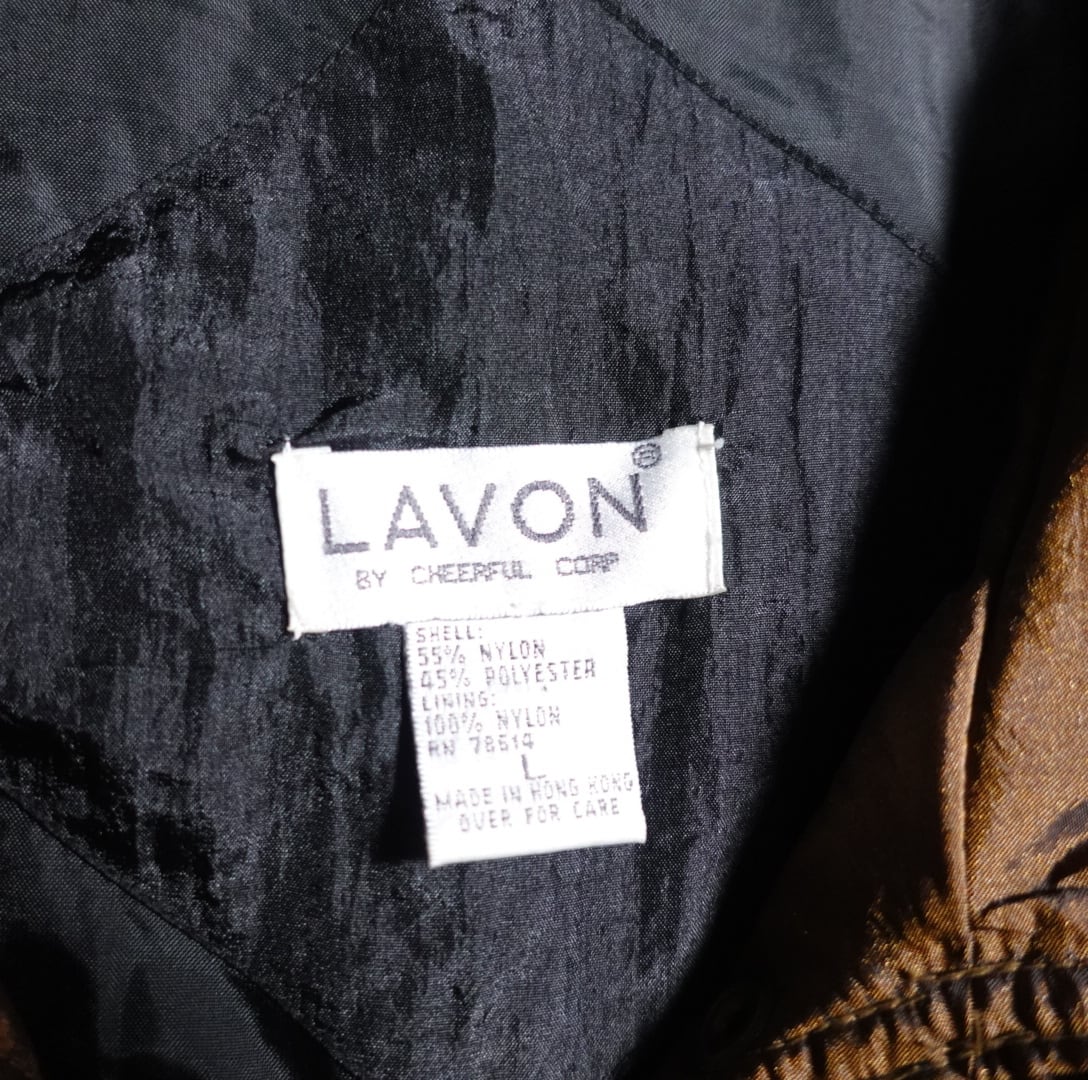 LAVON®
BY CHEERFUL CORP
SHELL:
55% NYLON
45% POLYESTER
LINING:
100% NYLON
RN 78614
L
MADE IN HONG KONG
OVER FOR CARE